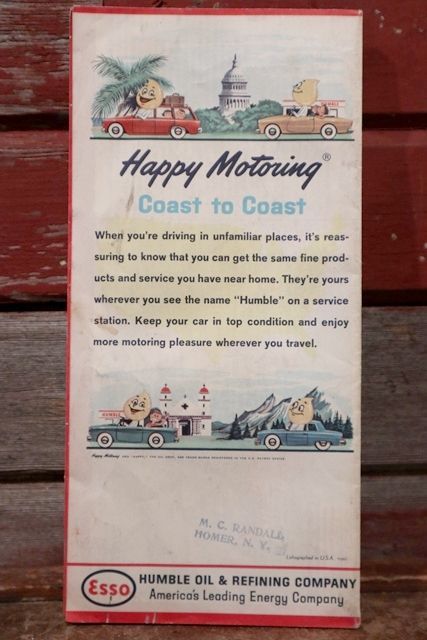 HUMBLE
Happy Motoring®
Coast to Coast
When you're driving in unfamiliar places, it's reas-
suring to know that you can get the same fine prod-
ucts and service you have near home. They're yours
wherever you see the name "Humble" on a service
station. Keep your car in top condition and enjoy
more motoring pleasure wherever you travel.
HUMBLE
M. C. RANDALL
HOMER, N. Y.
Lithographed in U.S.A.
Esso
HUMBLE OIL & REFINING COMPANY
America's Leading Energy Company